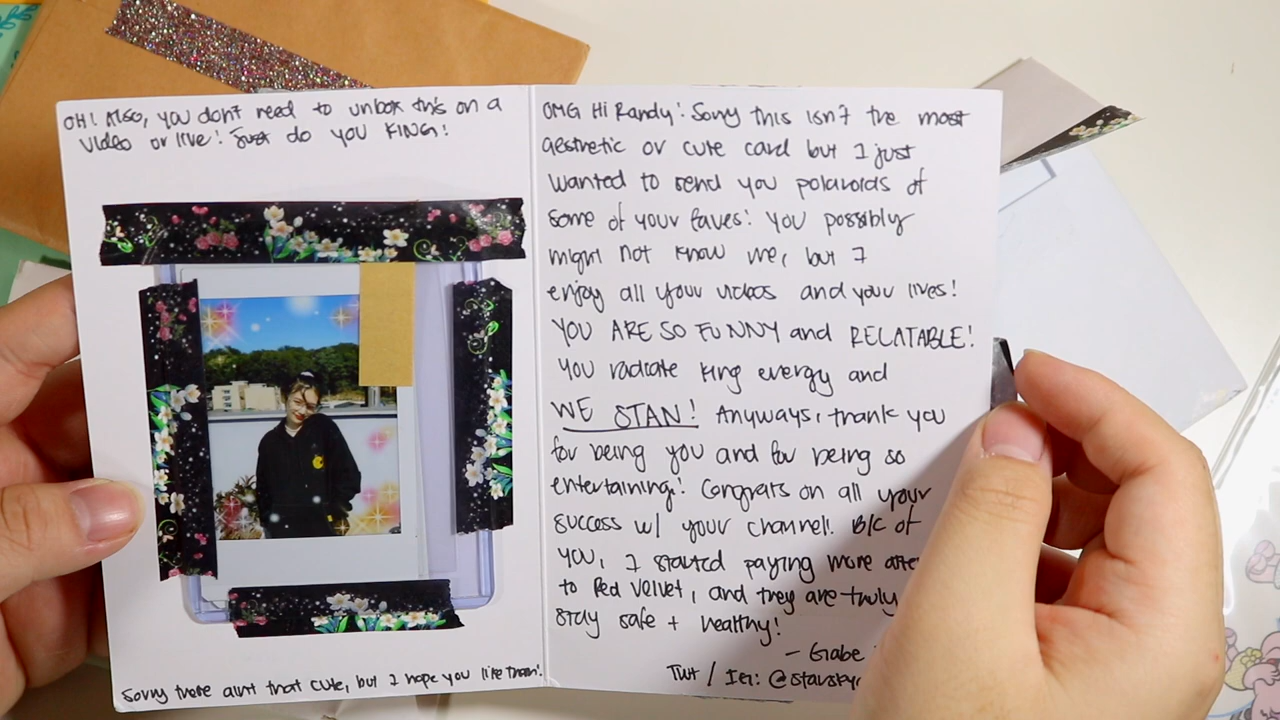 OH! Also, you don't need to unbox this on a
video or live! Just do you KING!
Sorry there aint that cute, but I hope you like them!
OMG Hi Randy! Sorry this isn't the most
aesthetic or cute card but I just
wanted to send you polaroids of
some of your faves! You possibly
might not know me, but I
enjoy all your videos and your lives!
YOU ARE SO FUNNY and RELATABLE!
You radiate king energy and
WE STAN! Anyways, thank you
for being you and for being so
entertaining! Congrats on all your
success w/ your channel! B/C of
you, I started paying more
to Red Velvet, and they are truly
Stay safe + healthy!
- Gabe
Twt / IG: